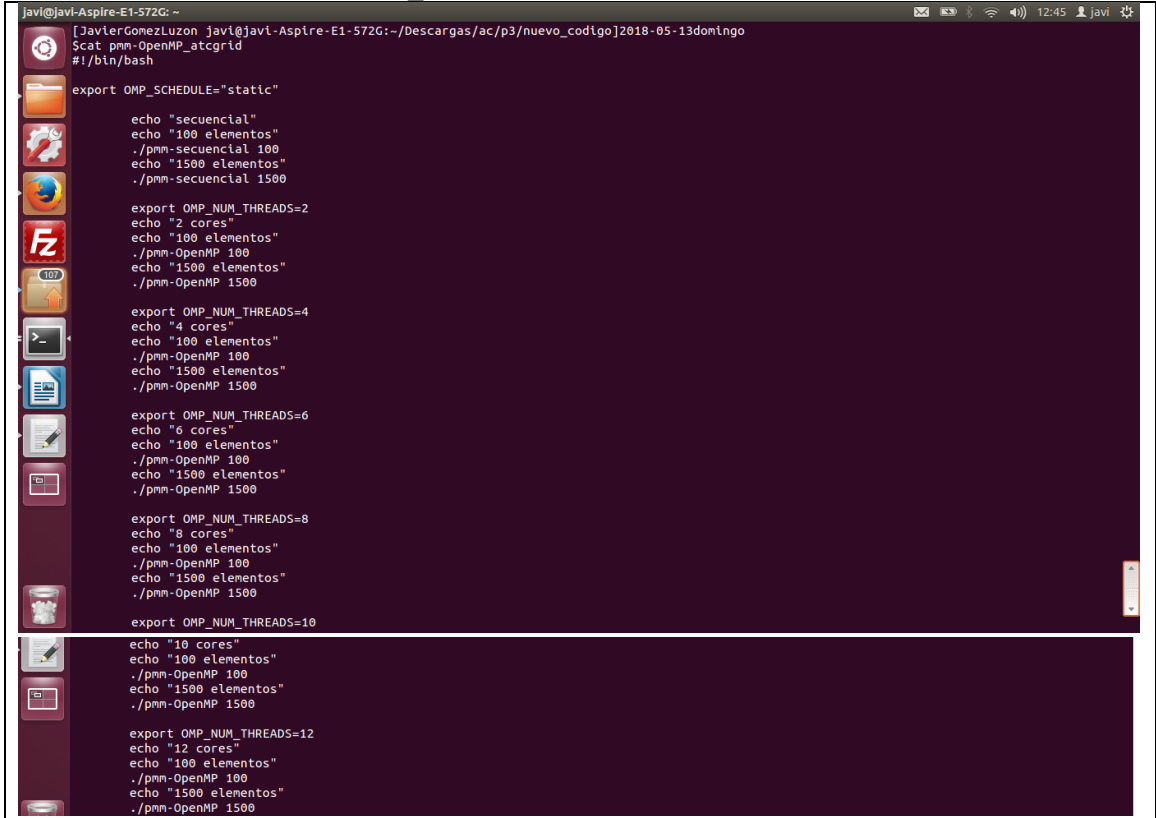 javi@javi-Aspire-E1-572G: ~
12:45 javi
[JavierGomezLuzon javi@javi-Aspire-E1-572G:~/Descargas/ac/p3/nuevo_codigo]2018-05-13domingo
$cat pmm-OpenMP_atcgrid
#!/bin/bash
export OMP_SCHEDULE="static"
echo "secuencial"
echo "100 elementos"
./pmm-secuencial 100
echo "1500 elementos"
./pmm-secuencial 1500
export OMP_NUM_THREADS=2
echo "2 cores"
echo "100 elementos"
./pmm-OpenMP 100
echo "1500 elementos"
./pmm-OpenMP 1500
export OMP_NUM_THREADS=4
echo "4 cores"
echo "100 elementos"
./pmm-OpenMP 100
echo "1500 elementos"
./pmm-OpenMP 1500
export OMP_NUM_THREADS=6
echo "6 cores"
echo "100 elementos"
./pmm-OpenMP 100
echo "1500 elementos"
./pmm-OpenMP 1500
export OMP_NUM_THREADS=8
echo "8 cores"
echo "100 elementos"
./pmm-OpenMP 100
echo "1500 elementos"
./pmm-OpenMP 1500
export OMP_NUM_THREADS=10
echo "10 cores"
echo "100 elementos"
./pmm-OpenMP 100
echo "1500 elementos"
./pmm-OpenMP 1500
export OMP_NUM_THREADS=12
echo "12 cores"
echo "100 elementos"
./pmm-OpenMP 100
echo "1500 elementos"
./pmm-OpenMP 1500
Fz
107